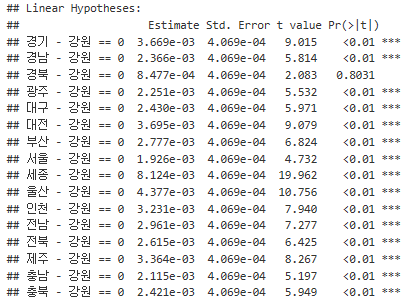 ## Linear Hypotheses:
## Estimate Std. Error t value Pr(>|t|)
## 경기 - 강원 == 0 3.669e-03 4.069e-04 9.015 <0.01 ***
## 경남 - 강원 == 0 2.366e-03 4.069e-04 5.814 <0.01 ***
## 경북 - 강원 == 0 8.477e-04 4.069e-04 2.083 0.8031
## 광주 - 강원 == 0 2.251e-03 4.069e-04 5.532 <0.01 ***
## 대구 - 강원 == 0 2.430e-03 4.069e-04 5.971 <0.01 ***
## 대전 - 강원 == 0 3.695e-03 4.069e-04 9.079 <0.01 ***
## 부산 - 강원 == 0 2.777e-03 4.069e-04 6.824 <0.01 ***
## 서울 - 강원 == 0 1.926e-03 4.069e-04 4.732 <0.01 ***
## 세종 - 강원 == 0 8.124e-03 4.069e-04 19.962 <0.01 ***
## 울산 - 강원 == 0 4.377e-03 4.069e-04 10.756 <0.01 ***
## 인천 - 강원 == 0 3.231e-03 4.069e-04 7.940 <0.01 ***
## 전남 - 강원 == 0 2.961e-03 4.069e-04 7.277 <0.01 ***
## 전북 - 강원 == 0 2.615e-03 4.069e-04 6.425 <0.01 ***
## 제주 - 강원 == 0 3.364e-03 4.069e-04 8.267 <0.01 ***
## 충남 - 강원 == 0 2.115e-03 4.069e-04 5.197 <0.01 ***
## 충북 - 강원 == 0 2.421e-03 4.069e-04 5.949 <0.01 ***